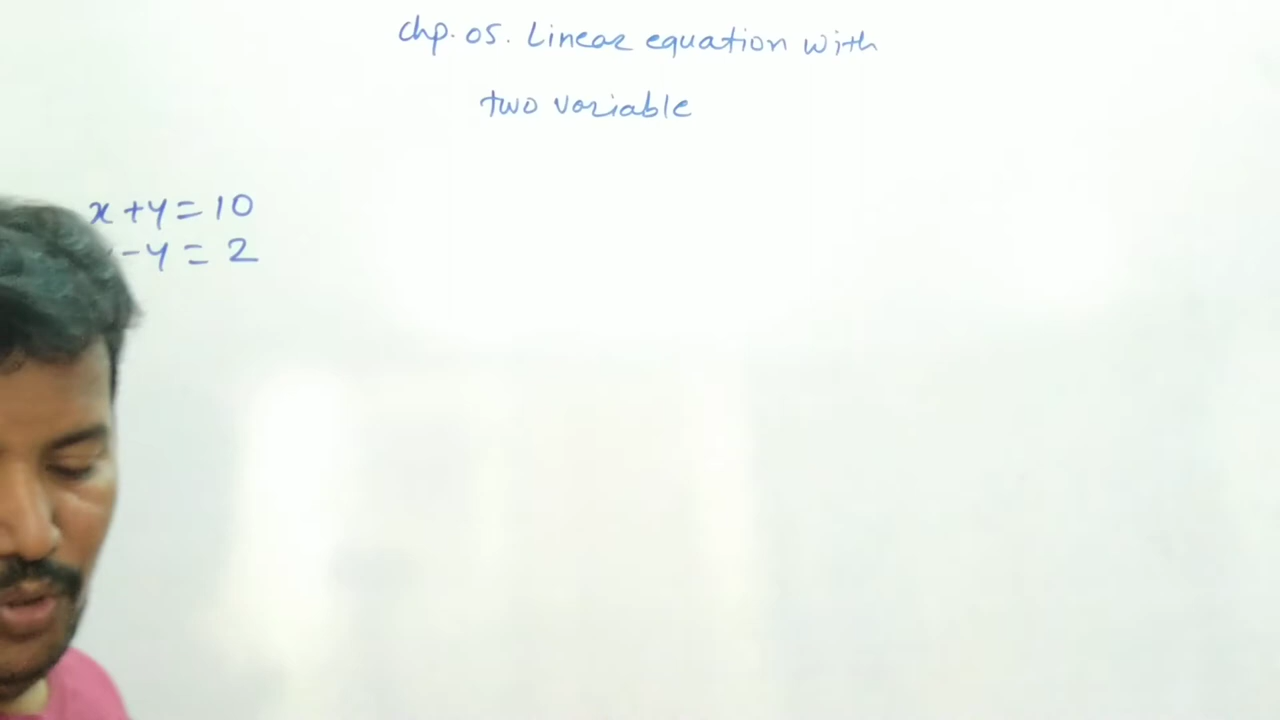 chp. 05. Linear equation with
two variable
x + y = 10
- y = 2